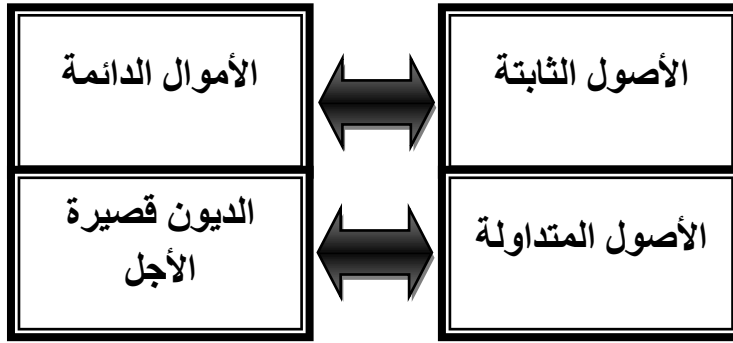 الأصول الثابتة
الأموال الدائمة
الأصول المتداولة
الديون قصيرة
الأجل